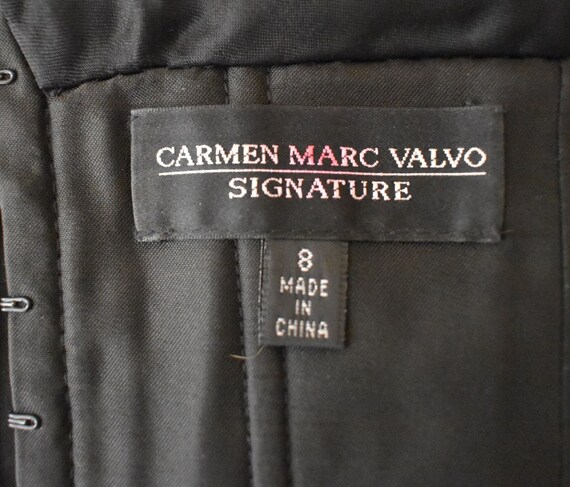 CARMEN MARC VALVO
SIGNATURE
8
MADE
IN
CHINA